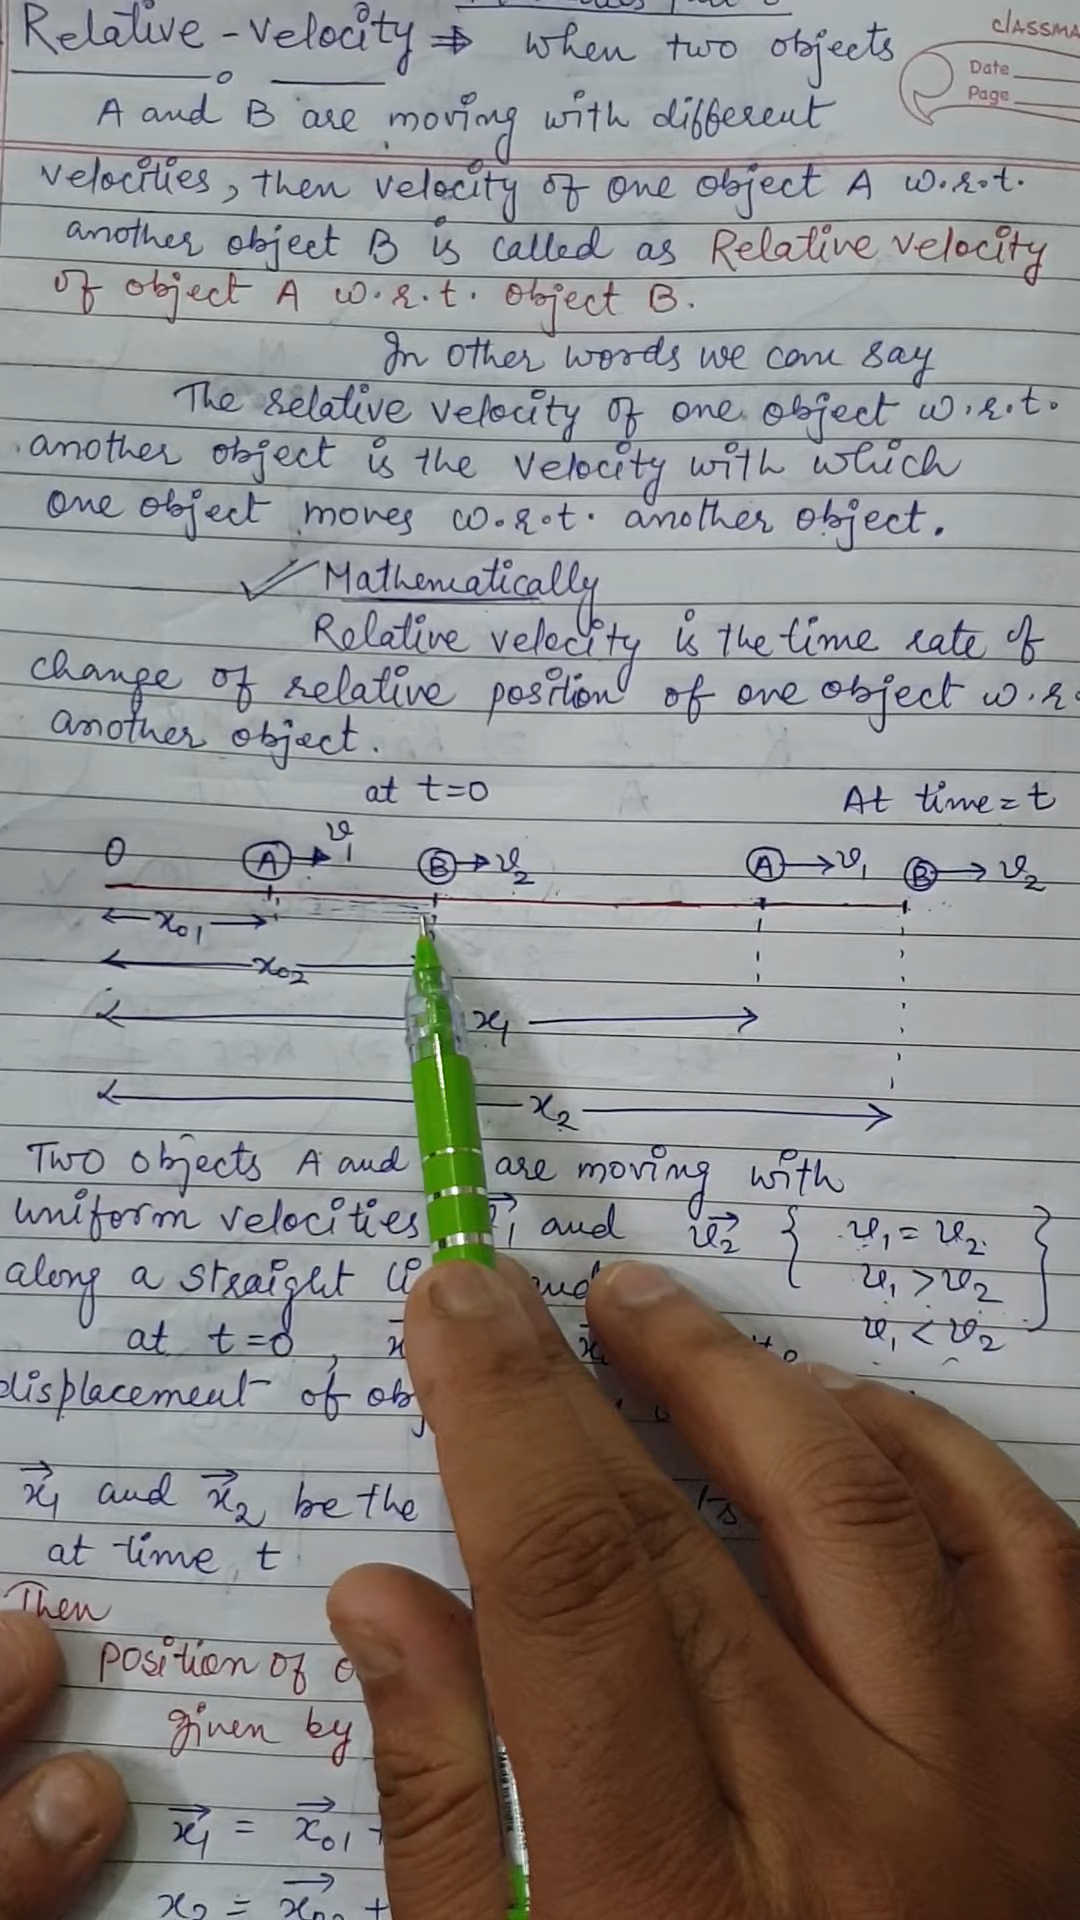 Relative-velocity ⇒ when two objects
CLASSMA
Date
Page
A and B are moving with different
velocities, then velocity of one object A w.r.t.
another object B is called as Relative velocity
of object A w.r.t. object B.
In other words we can say
The relative velocity of one object w.r.t.
another object is the velocity with which
one object moves w.r.t. another object.
Mathematically
Relative velocity is the time rate of
change of relative position of one object w.r.
another object.
at t=0 At time = t
O A → v₁ B → v₂ A → v₁ B → v₂
x₀₁
x₀₂
x₁
x₂
Two objects A and are moving with
uniform velocities and v₂⃗ { v₁ = v₂ }
along a straight v₁ > v₂
at t=0, v₁ < v₂
displacement of
x₁⃗ and x₂⃗ be the
at time t
Then
position of
given by
x₁⃗ = x₀₁⃗ +
x₂ = +